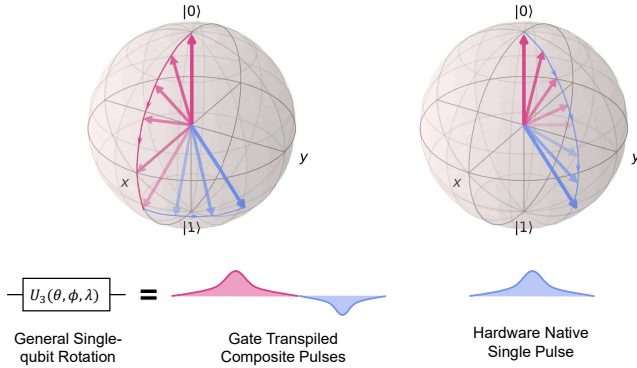 |0⟩
|0⟩
y
y
x
x
|1⟩
|1⟩
U₃(θ, ϕ, λ)
=
General Single-
qubit Rotation
Gate Transpiled
Composite Pulses
Hardware Native
Single Pulse